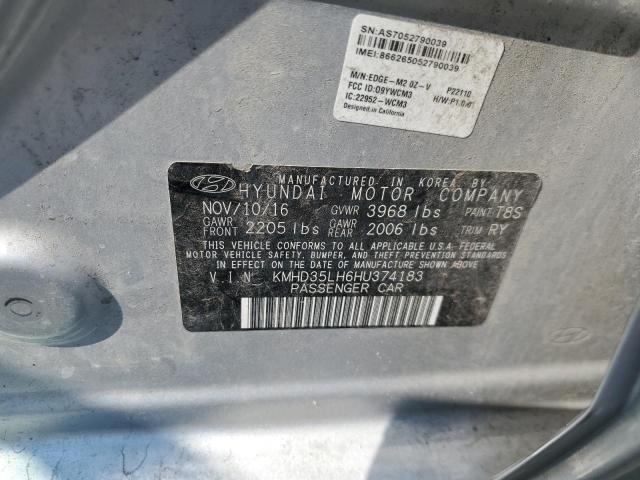 SN:AS7052790039
IMEI:866265052790039
M/N:EDGE-M2 0Z-V P22110
FCC ID:O9YWCM3 H/W:P1.0.0
IC:22952-WCM3
Designed in California
MANUFACTURED IN KOREA BY
HYUNDAI MOTOR COMPANY
NOV/10/16 GVWR 3968 lbs PAINT T8S
GAWR FRONT 2205 lbs GAWR REAR 2006 lbs TRIM RY
THIS VEHICLE CONFORMS TO ALL APPLICABLE U.S.A. FEDERAL
MOTOR VEHICLE SAFETY, BUMPER, AND THEFT PREVENTION STANDARDS
IN EFFECT ON THE DATE OF MANUFACTURE SHOWN ABOVE.
V I N KMHD35LH6HU374183
PASSENGER CAR